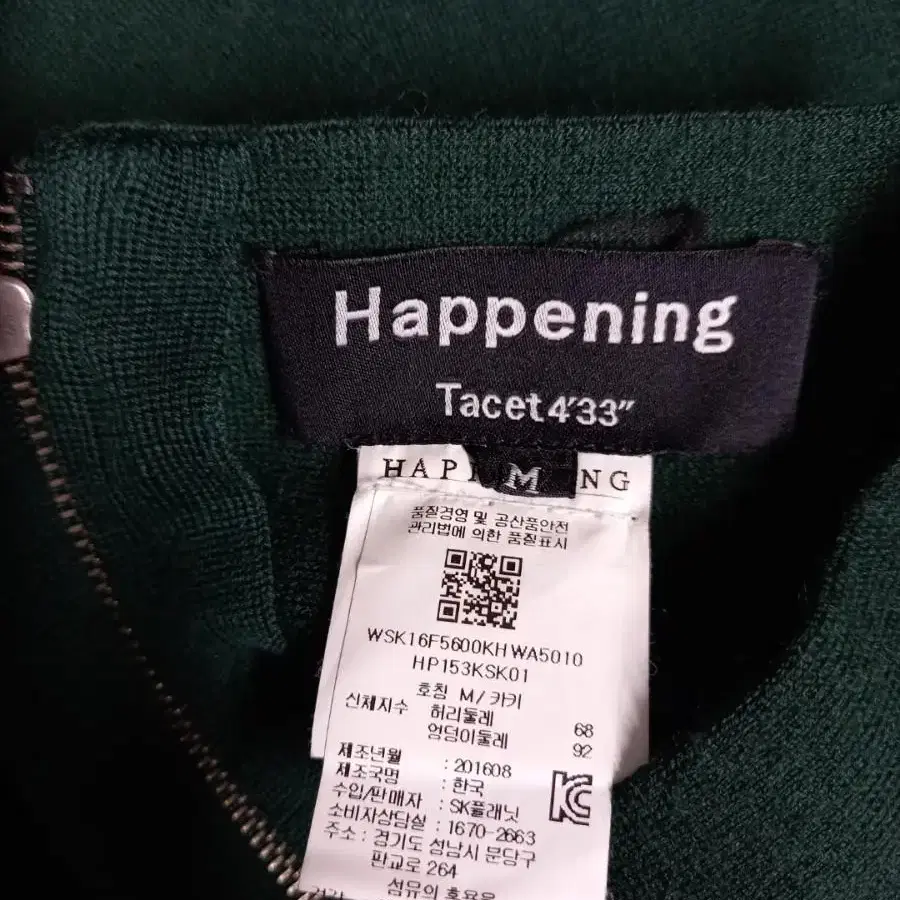 Happening
Tacet 4'33"
HAP
M
NG
품질경영 및 공산품안전
관리법에 의한 품질표시
WSK16F5600KHWA5010
HP153KSK01
호칭 M / 카키
신체지수 허리둘레 68
엉덩이둘레 92
제조년월 : 201608
제조국명 : 한국
수입/판매자 : SK플래닛
소비자상담실 : 1670-2663
주소 : 경기도 성남시 분당구
판교로 264
섬유의 혼용율